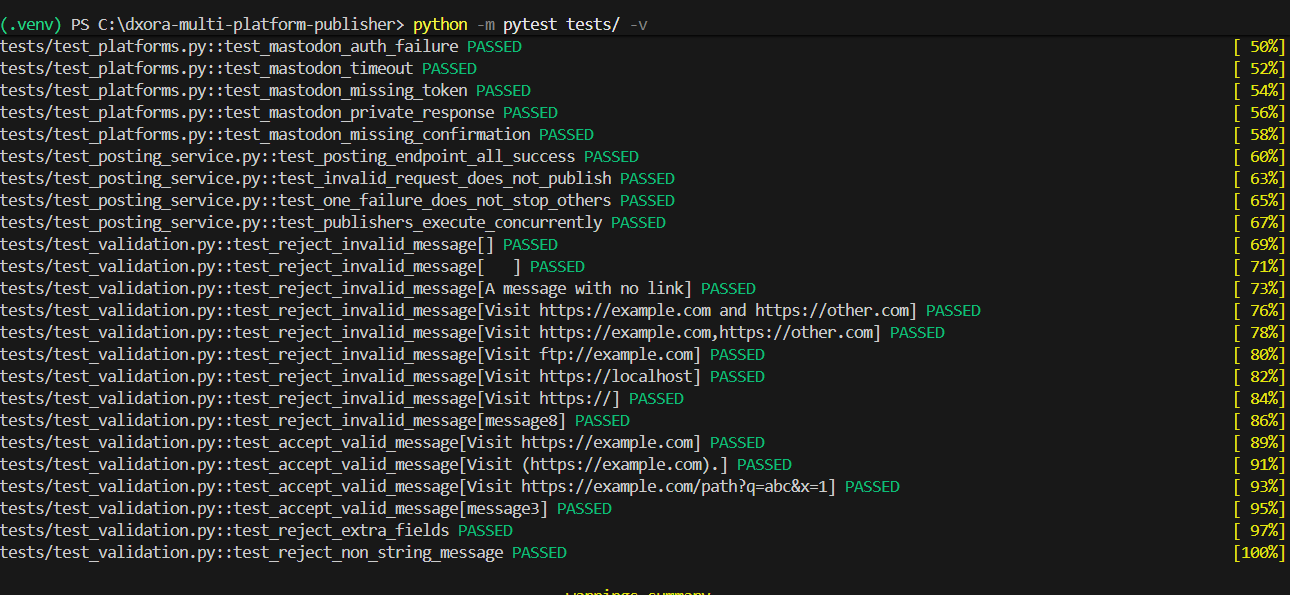 (.venv) PS C:\dxora-multi-platform-publisher> python -m pytest tests/ -v
tests/test_platforms.py::test_mastodon_auth_failure PASSED [ 50%]
tests/test_platforms.py::test_mastodon_timeout PASSED [ 52%]
tests/test_platforms.py::test_mastodon_missing_token PASSED [ 54%]
tests/test_platforms.py::test_mastodon_private_response PASSED [ 56%]
tests/test_platforms.py::test_mastodon_missing_confirmation PASSED [ 58%]
tests/test_posting_service.py::test_posting_endpoint_all_success PASSED [ 60%]
tests/test_posting_service.py::test_invalid_request_does_not_publish PASSED [ 63%]
tests/test_posting_service.py::test_one_failure_does_not_stop_others PASSED [ 65%]
tests/test_posting_service.py::test_publishers_execute_concurrently PASSED [ 67%]
tests/test_validation.py::test_reject_invalid_message[] PASSED [ 69%]
tests/test_validation.py::test_reject_invalid_message[   ] PASSED [ 71%]
tests/test_validation.py::test_reject_invalid_message[A message with no link] PASSED [ 73%]
tests/test_validation.py::test_reject_invalid_message[Visit https://example.com and https://other.com] PASSED [ 76%]
tests/test_validation.py::test_reject_invalid_message[Visit https://example.com,https://other.com] PASSED [ 78%]
tests/test_validation.py::test_reject_invalid_message[Visit ftp://example.com] PASSED [ 80%]
tests/test_validation.py::test_reject_invalid_message[Visit https://localhost] PASSED [ 82%]
tests/test_validation.py::test_reject_invalid_message[Visit https://] PASSED [ 84%]
tests/test_validation.py::test_reject_invalid_message[message8] PASSED [ 86%]
tests/test_validation.py::test_accept_valid_message[Visit https://example.com] PASSED [ 89%]
tests/test_validation.py::test_accept_valid_message[Visit (https://example.com).] PASSED [ 91%]
tests/test_validation.py::test_accept_valid_message[Visit https://example.com/path?q=abc&x=1] PASSED [ 93%]
tests/test_validation.py::test_accept_valid_message[message3] PASSED [ 95%]
tests/test_validation.py::test_reject_extra_fields PASSED [ 97%]
tests/test_validation.py::test_reject_non_string_message PASSED [100%]
warnings summary